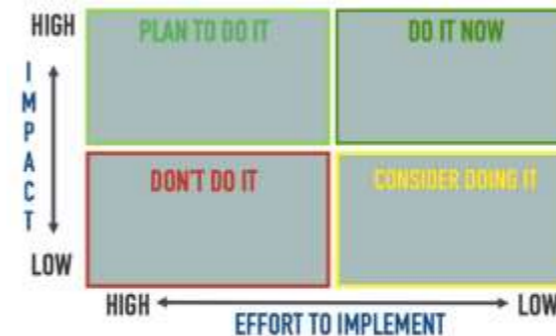 HIGH
PLAN TO DO IT
DO IT NOW
IMPACT
DON'T DO IT
CONSIDER DOING IT
LOW
HIGH
LOW
EFFORT TO IMPLEMENT